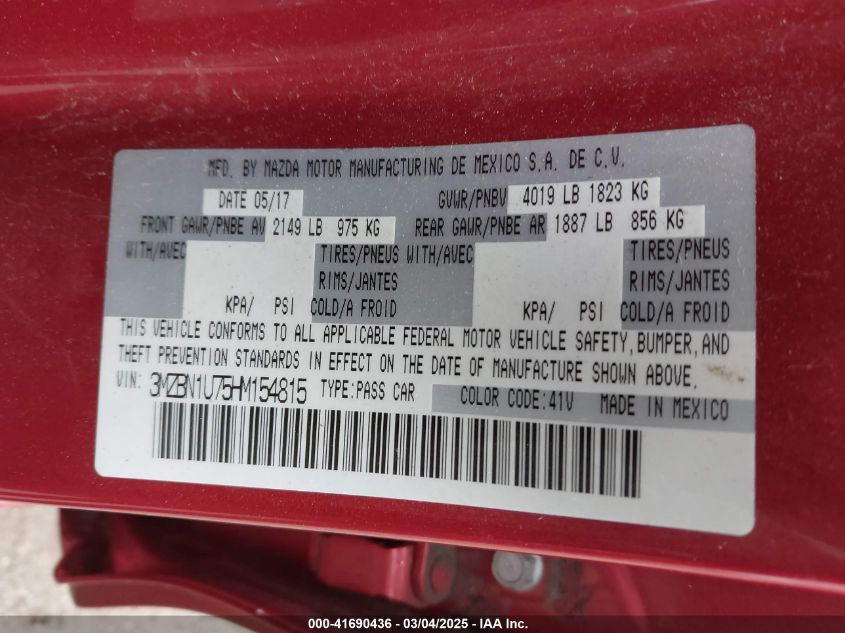 MFD. BY MAZDA MOTOR MANUFACTURING DE MEXICO S.A. DE C.V.
DATE 05/17 GVWR/PNBV 4019 LB 1823 KG
FRONT GAWR/PNBE AV 2149 LB 975 KG REAR GAWR/PNBE AR 1887 LB 856 KG
WITH/AVEC TIRES/PNEUS WITH/AVEC TIRES/PNEUS
RIMS/JANTES RIMS/JANTES
KPA/ PSI COLD/A FROID KPA/ PSI COLD/A FROID
THIS VEHICLE CONFORMS TO ALL APPLICABLE FEDERAL MOTOR VEHICLE SAFETY, BUMPER, AND
THEFT PREVENTION STANDARDS IN EFFECT ON THE DATE OF MANUFACTURE SHOWN ABOVE.
VIN: 3MZBN1U75HM154815 TYPE:PASS CAR COLOR CODE:41V MADE IN MEXICO
000-41690436 - 03/04/2025 - IAA Inc.